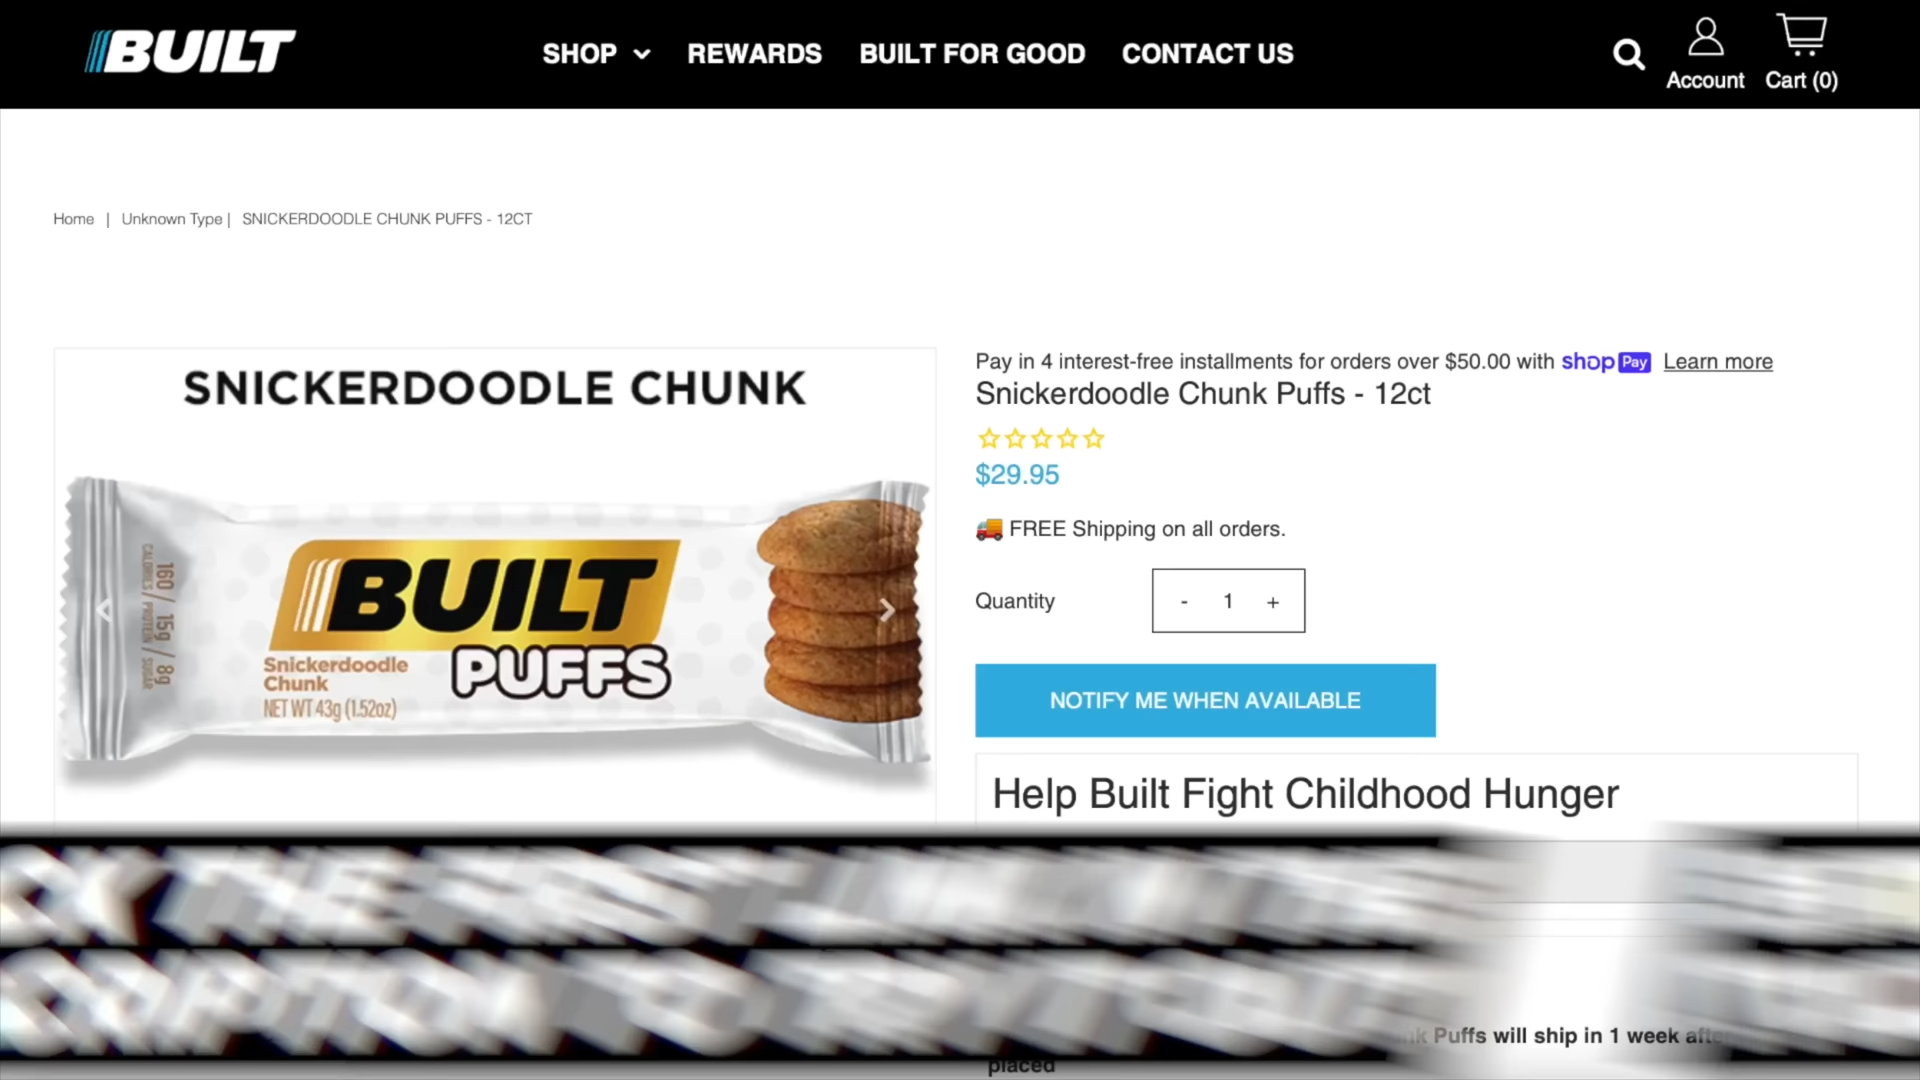 BUILT
SHOP
REWARDS
BUILT FOR GOOD
CONTACT US
Account
Cart (0)
Home | Unknown Type | SNICKERDOODLE CHUNK PUFFS - 12CT
SNICKERDOODLE CHUNK
160 / 15g / 8g
CALORIES / PROTEIN / SUGAR
BUILT
PUFFS
Snickerdoodle
Chunk
NET WT 43g (1.52oz)
Pay in 4 interest-free installments for orders over $50.00 with shop Pay Learn more
Snickerdoodle Chunk Puffs - 12ct
$29.95
FREE Shipping on all orders.
Quantity
- 1 +
NOTIFY ME WHEN AVAILABLE
Help Built Fight Childhood Hunger
Puffs will ship in 1 week after
placed